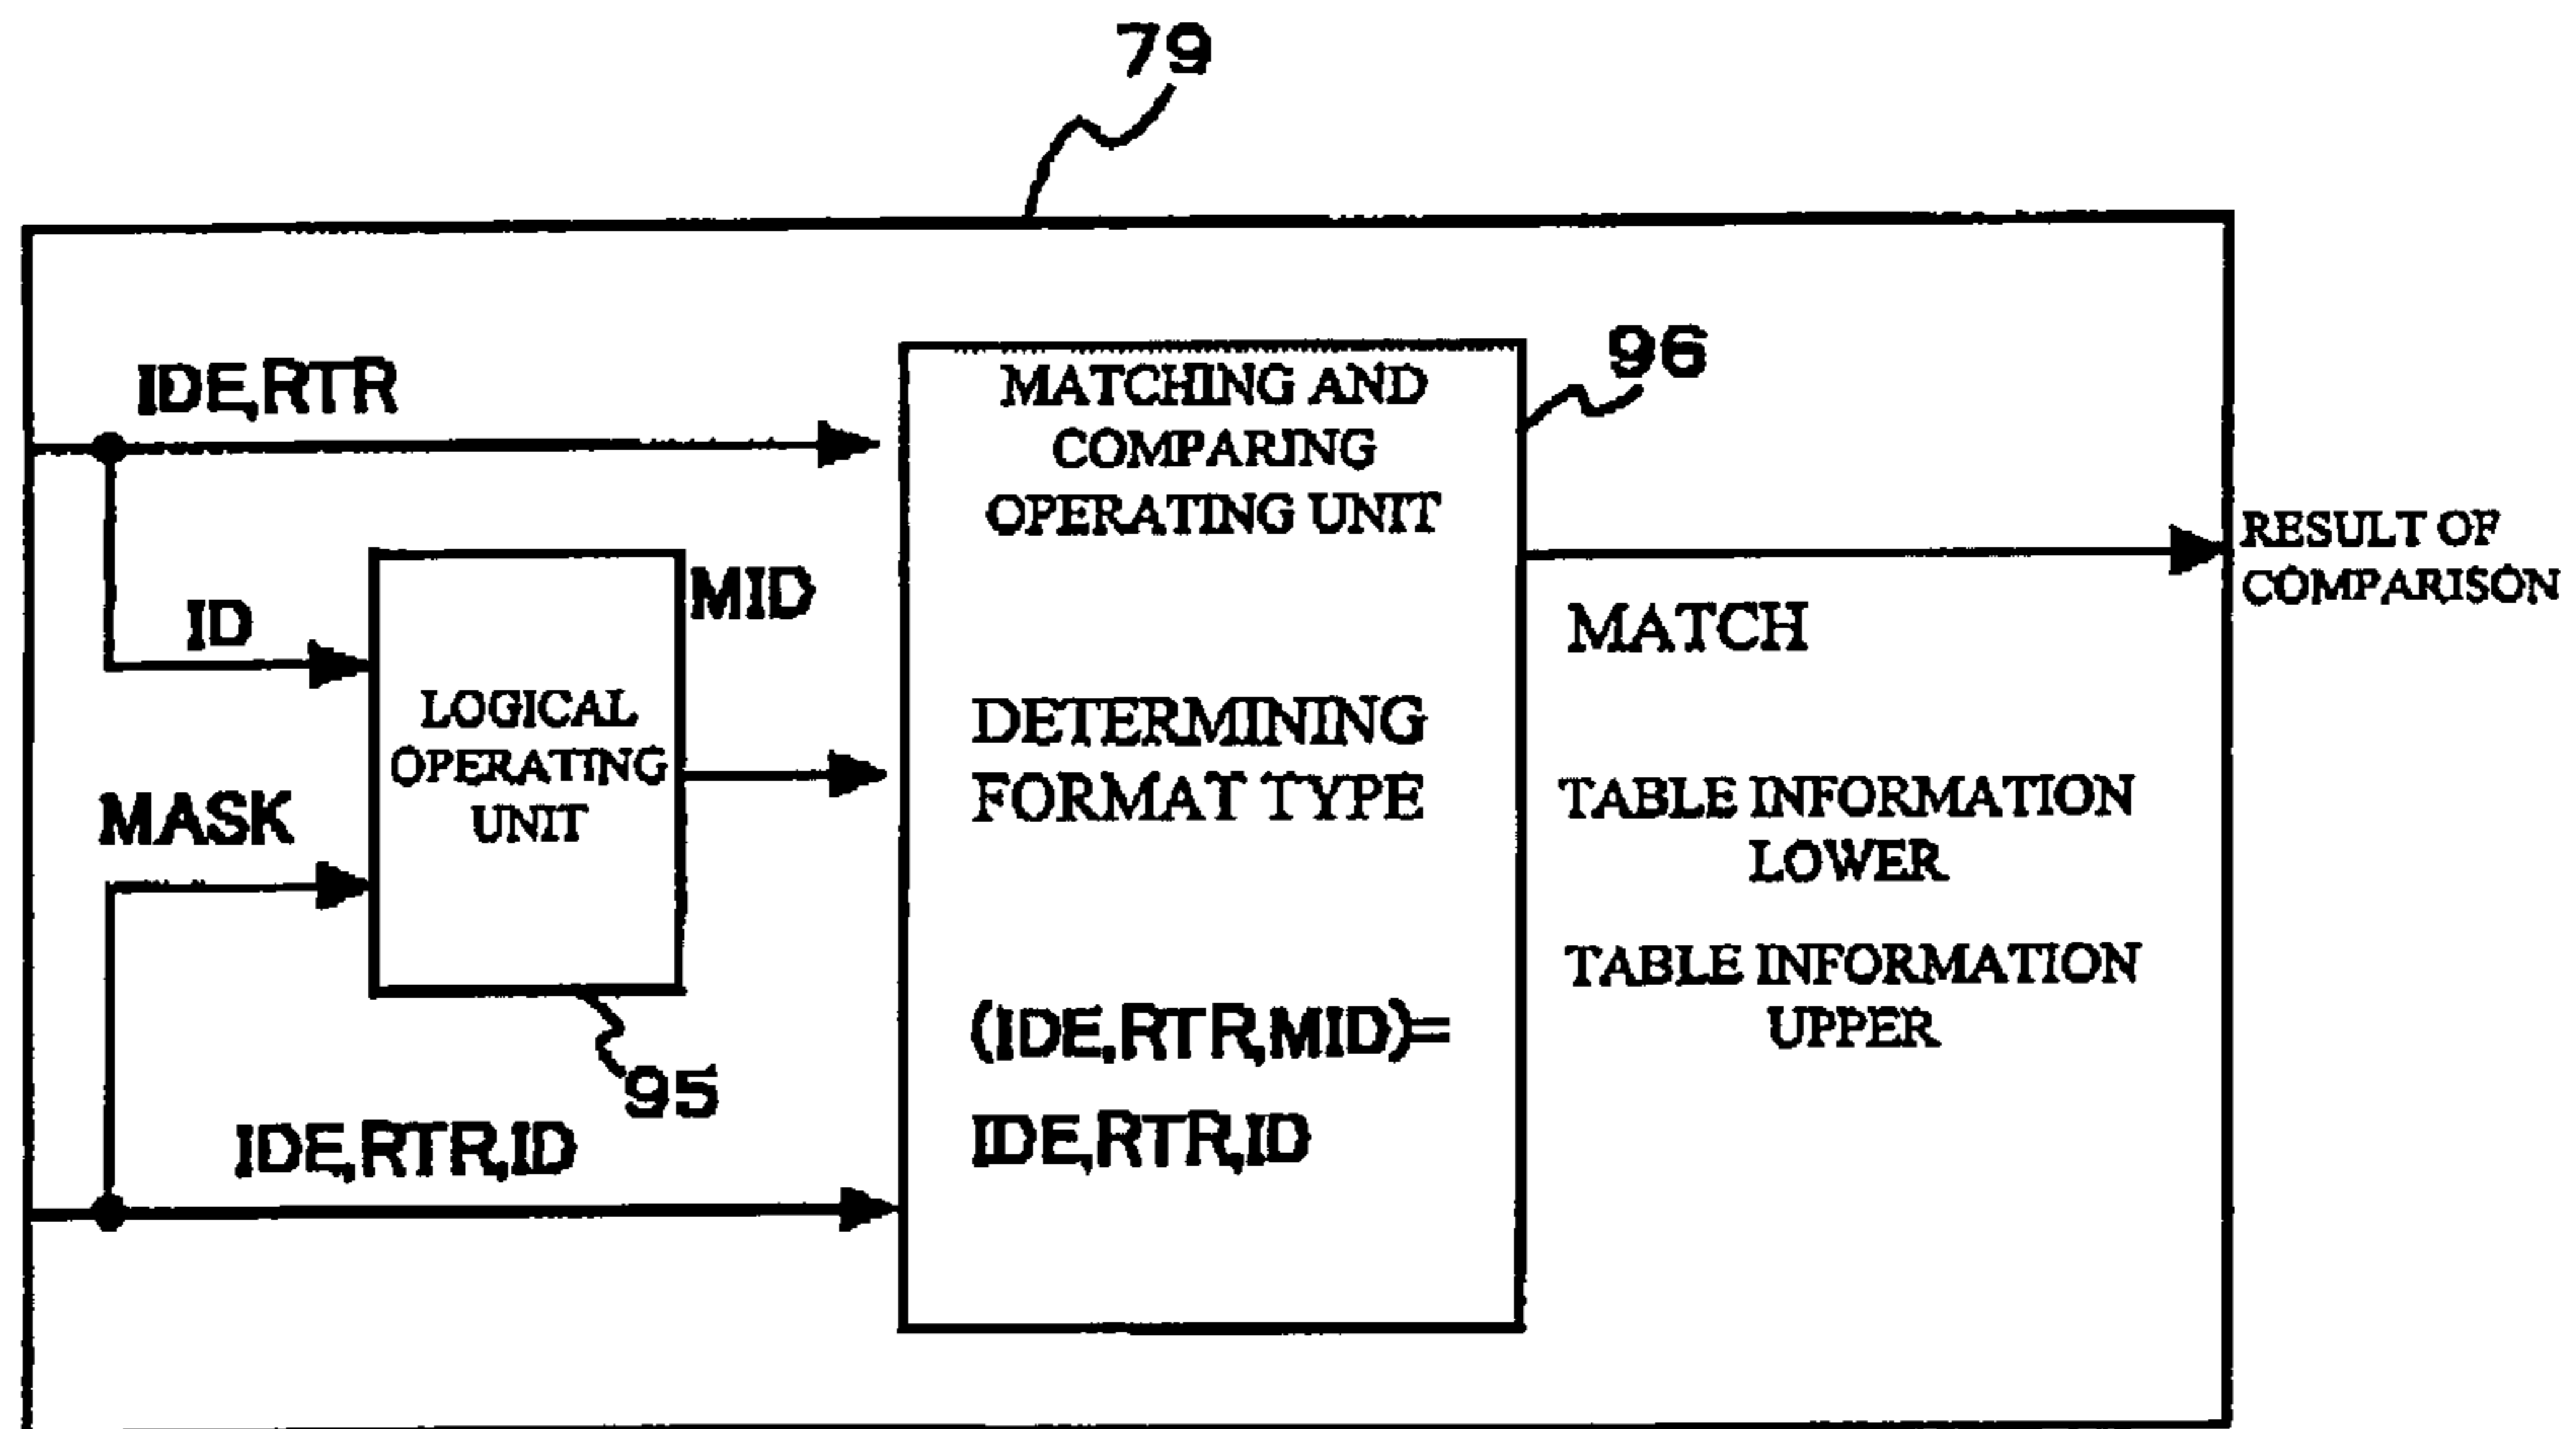 79
IDE,RTR
ID
MASK
IDE,RTR,ID
LOGICAL
OPERATING
UNIT
95
MID
MATCHING AND
COMPARING
OPERATING UNIT
DETERMINING
FORMAT TYPE
(IDE,RTR,MID)=
IDE,RTR,ID
96
MATCH
TABLE INFORMATION
LOWER
TABLE INFORMATION
UPPER
RESULT OF
COMPARISON